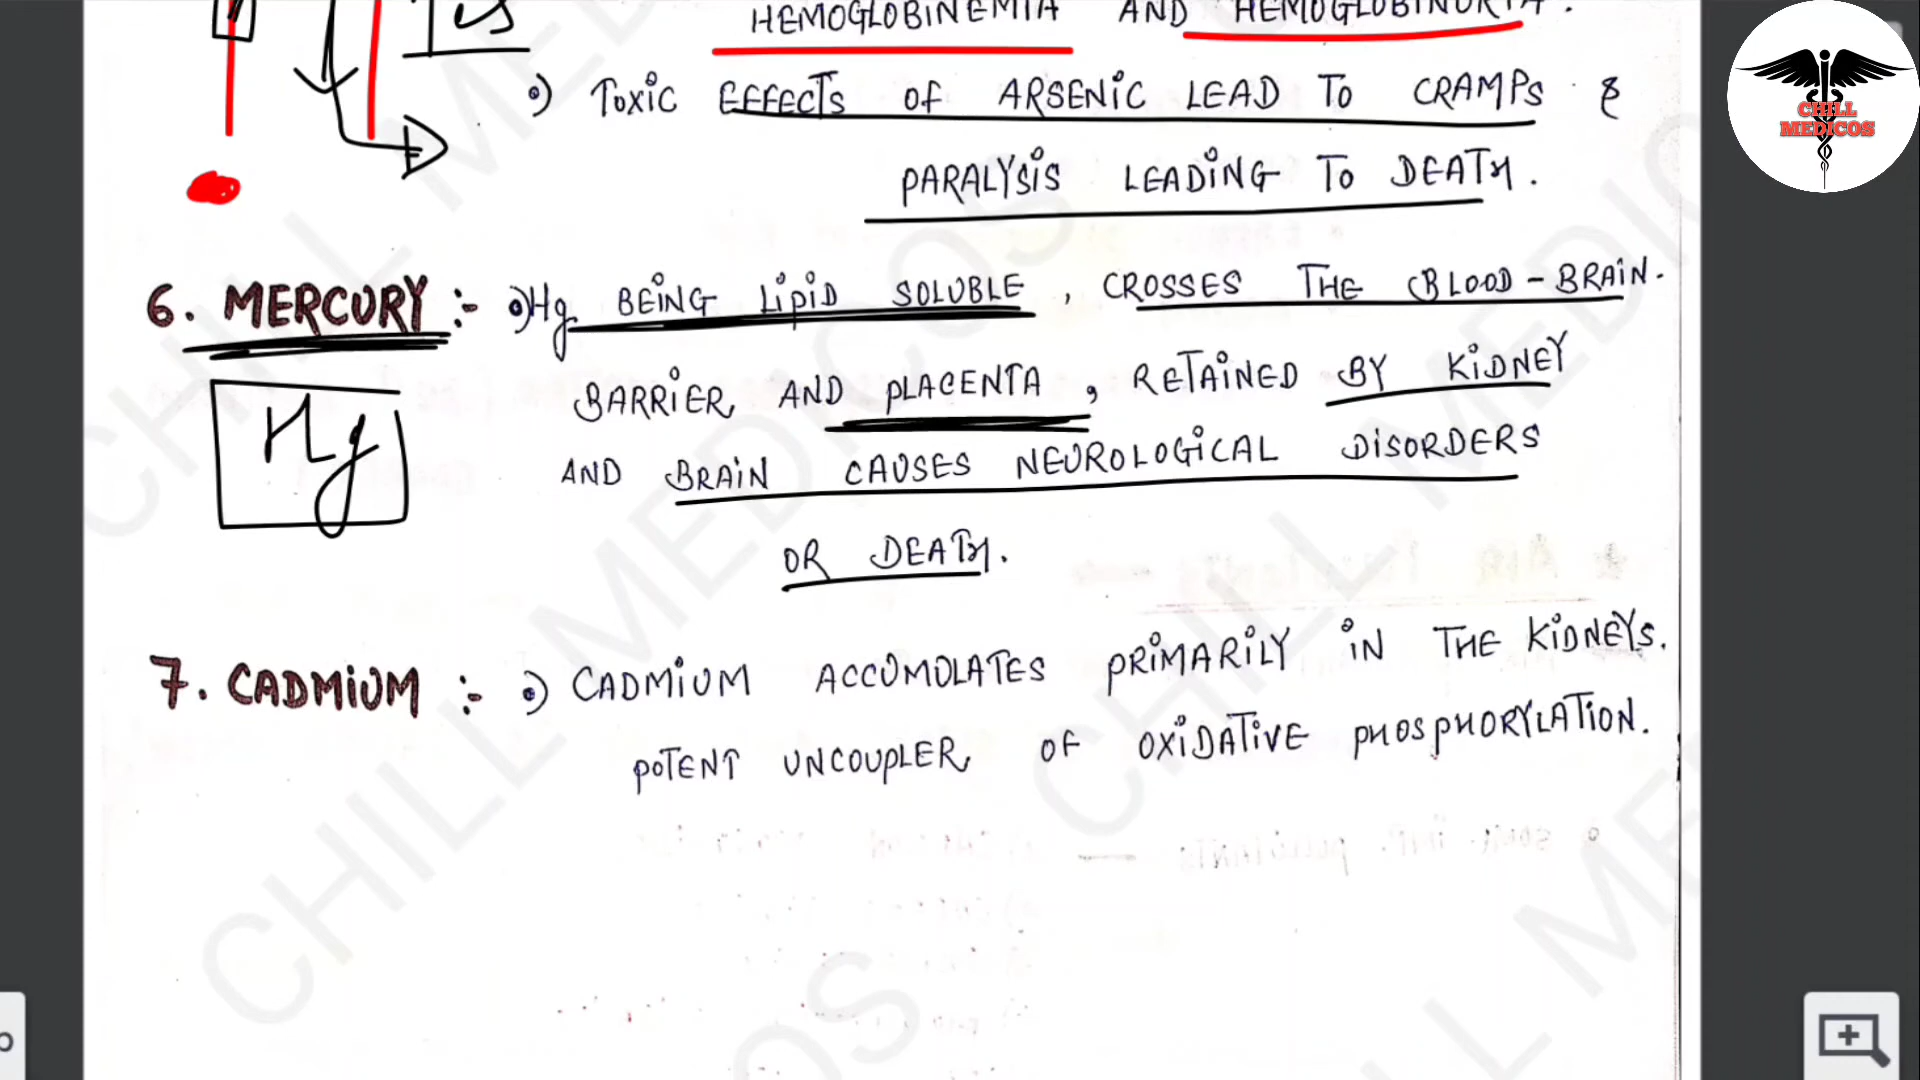 HEMOGLOBINEMIA AND HEMOGLOBINURIA.
TOXIC EFFECTS OF ARSENIC LEAD TO CRAMPS &
PARALYSIS LEADING TO DEATH.
6. MERCURY :- Hg BEING LIPID SOLUBLE, CROSSES THE BLOOD-BRAIN.
BARRIER AND PLACENTA, RETAINED BY KIDNEY
Hg
AND BRAIN CAUSES NEUROLOGICAL DISORDERS
OR DEATH.
7. CADMIUM :- CADMIUM ACCUMULATES PRIMARILY IN THE KIDNEYS.
POTENT UNCOUPLER OF OXIDATIVE PHOSPHORYLATION.
CHILL
MEDICOS
CHILL MEDICOS